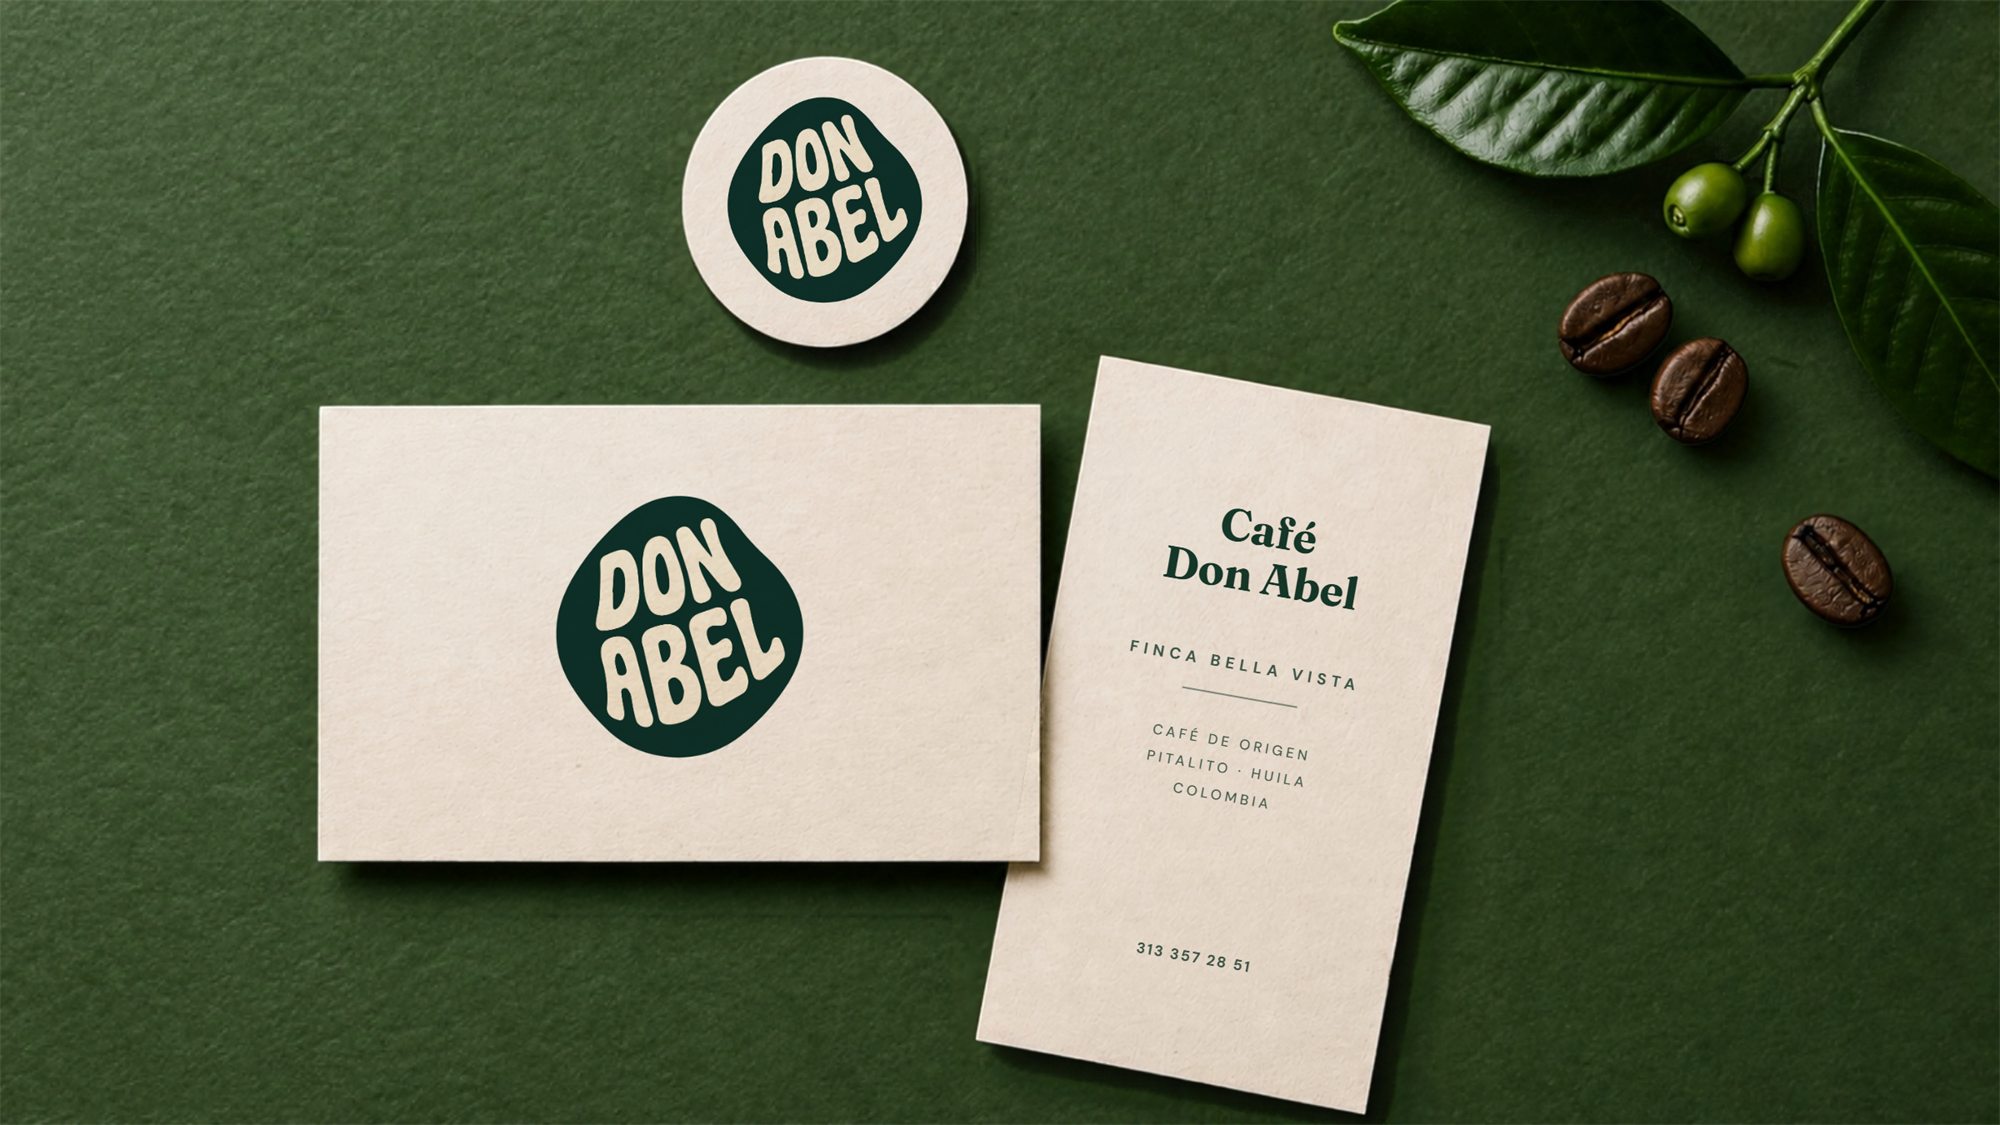 DON
ABEL
DON
ABEL
Café
Don Abel
FINCA BELLA VISTA
CAFÉ DE ORIGEN
PITALITO · HUILA
COLOMBIA
313 357 28 51